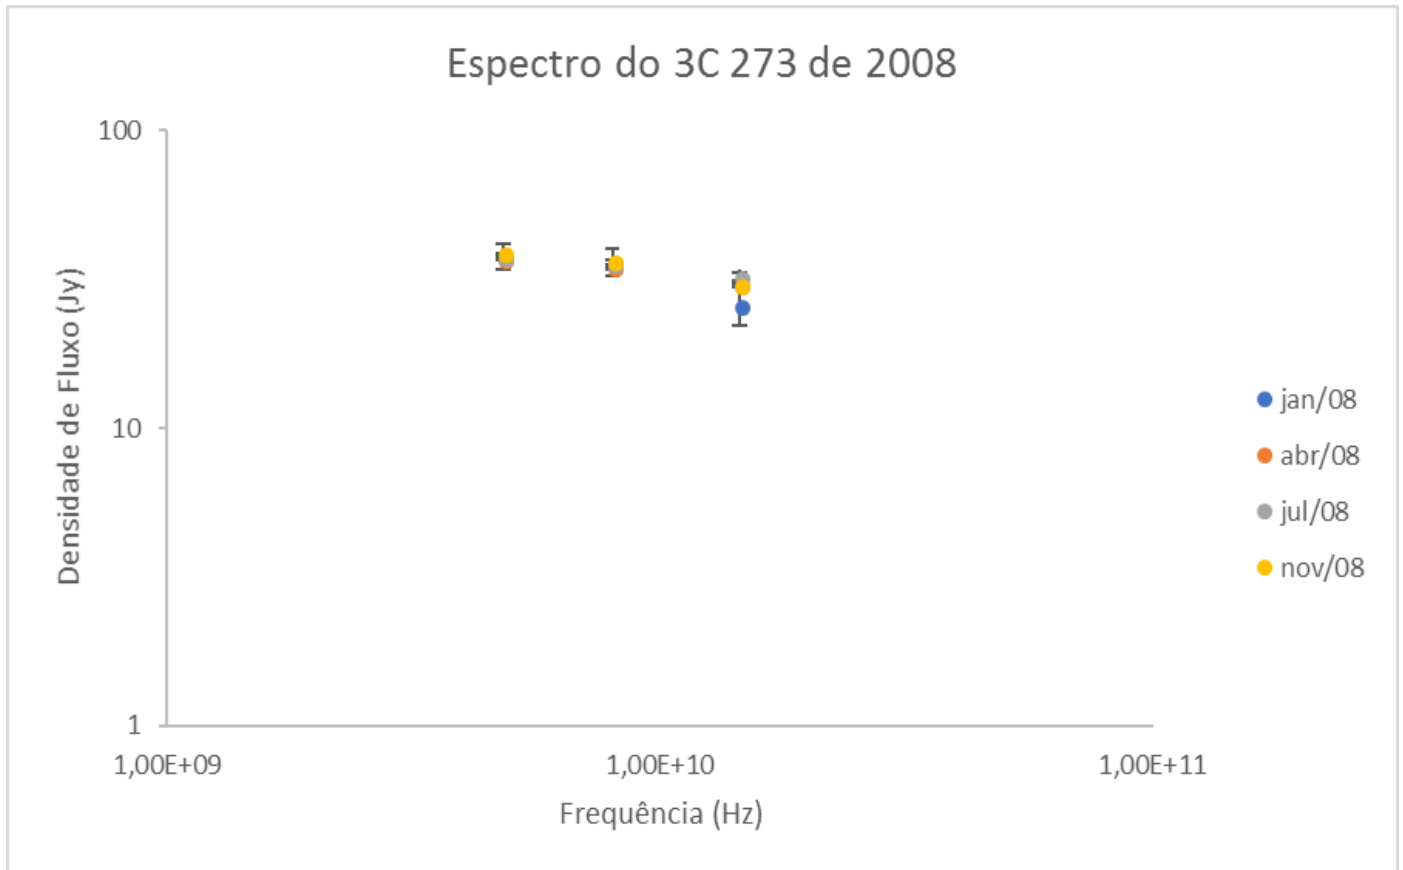 Espectro do 3C 273 de 2008
100
10
1
Densidade de Fluxo (Jy)
1,00E+09
1,00E+10
1,00E+11
Frequência (Hz)
jan/08
abr/08
jul/08
nov/08